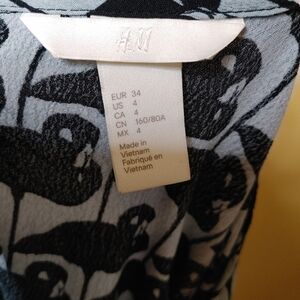 H&M
EUR 34
US 4
CA 4
CN 160/80A
MX 4
Made in
Vietnam
Fabriqué en
Vietnam